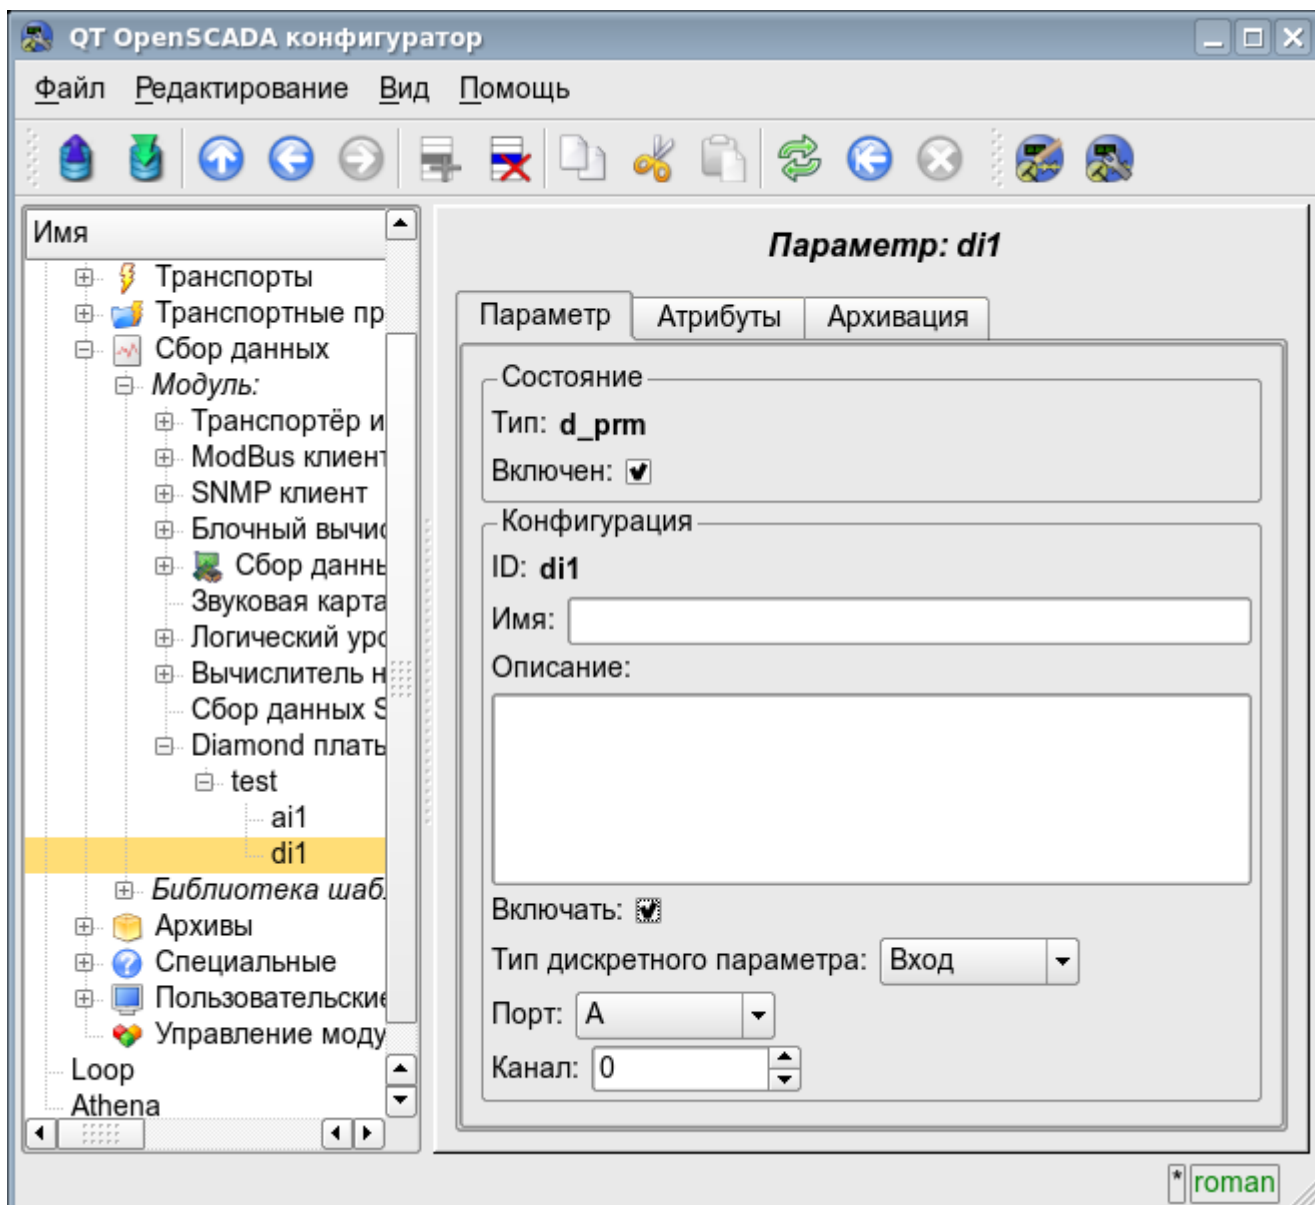 QT OpenSCADA конфигуратор
Файл Редактирование Вид Помощь
Имя
Транспорты
Транспортные пр
Сбор данных
Модуль:
Транспортёр и
ModBus клиент
SNMP клиент
Блочный вычис
Сбор даннь
Звуковая карта
Логический уро
Вычислитель н
Сбор данных S
Diamond плать
test
ai1
di1
Библиотека шаб.
Архивы
Специальные
Пользовательские
Управление моду
Loop
Athena
Параметр: di1
Параметр Атрибуты Архивация
Состояние
Тип: d_prm
Включен:
Конфигурация
ID: di1
Имя:
Описание:
Включать:
Тип дискретного параметра: Вход
Порт: A
Канал: 0
* roman